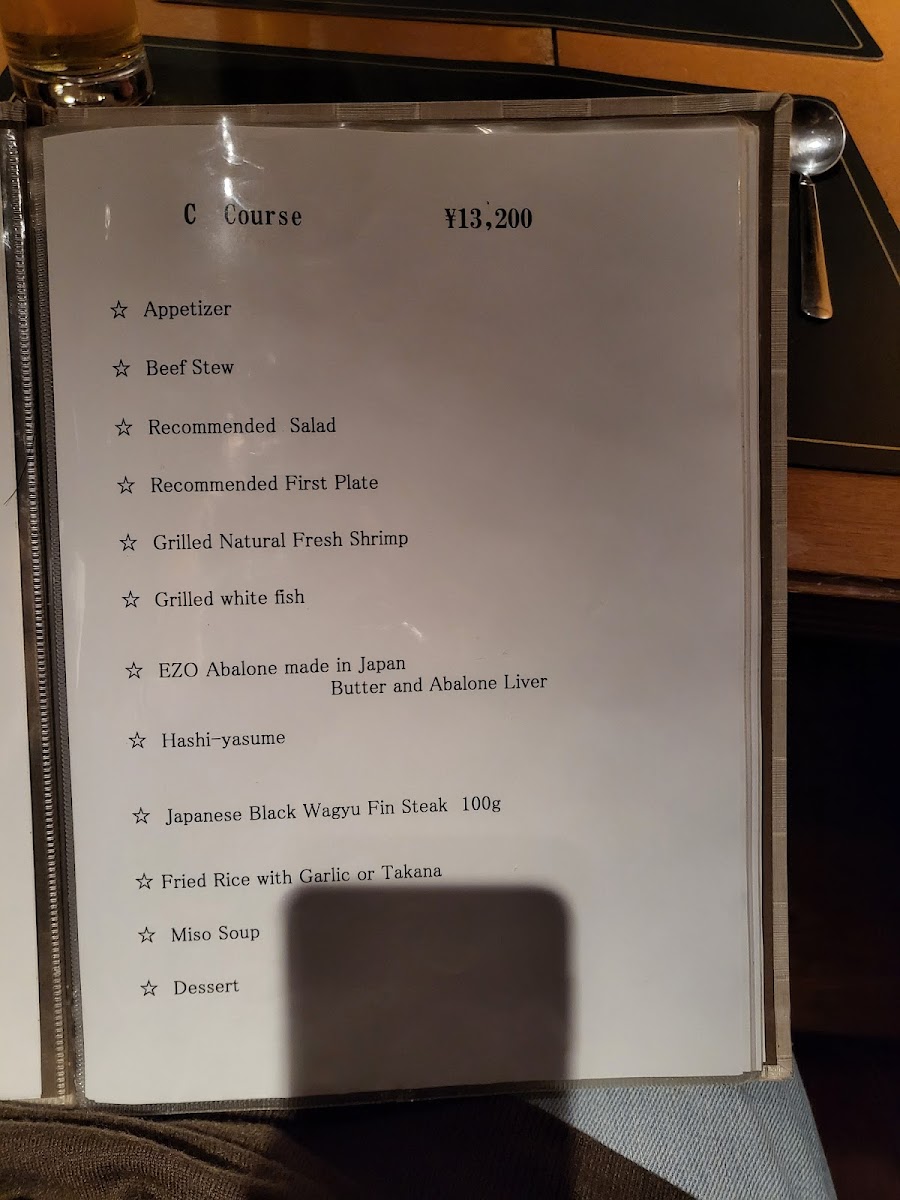 C Course ¥13,200
☆ Appetizer
☆ Beef Stew
☆ Recommended Salad
☆ Recommended First Plate
☆ Grilled Natural Fresh Shrimp
☆ Grilled white fish
☆ EZO Abalone made in Japan
Butter and Abalone Liver
☆ Hashi-yasume
☆ Japanese Black Wagyu Fin Steak 100g
☆ Fried Rice with Garlic or Takana
☆ Miso Soup
☆ Dessert